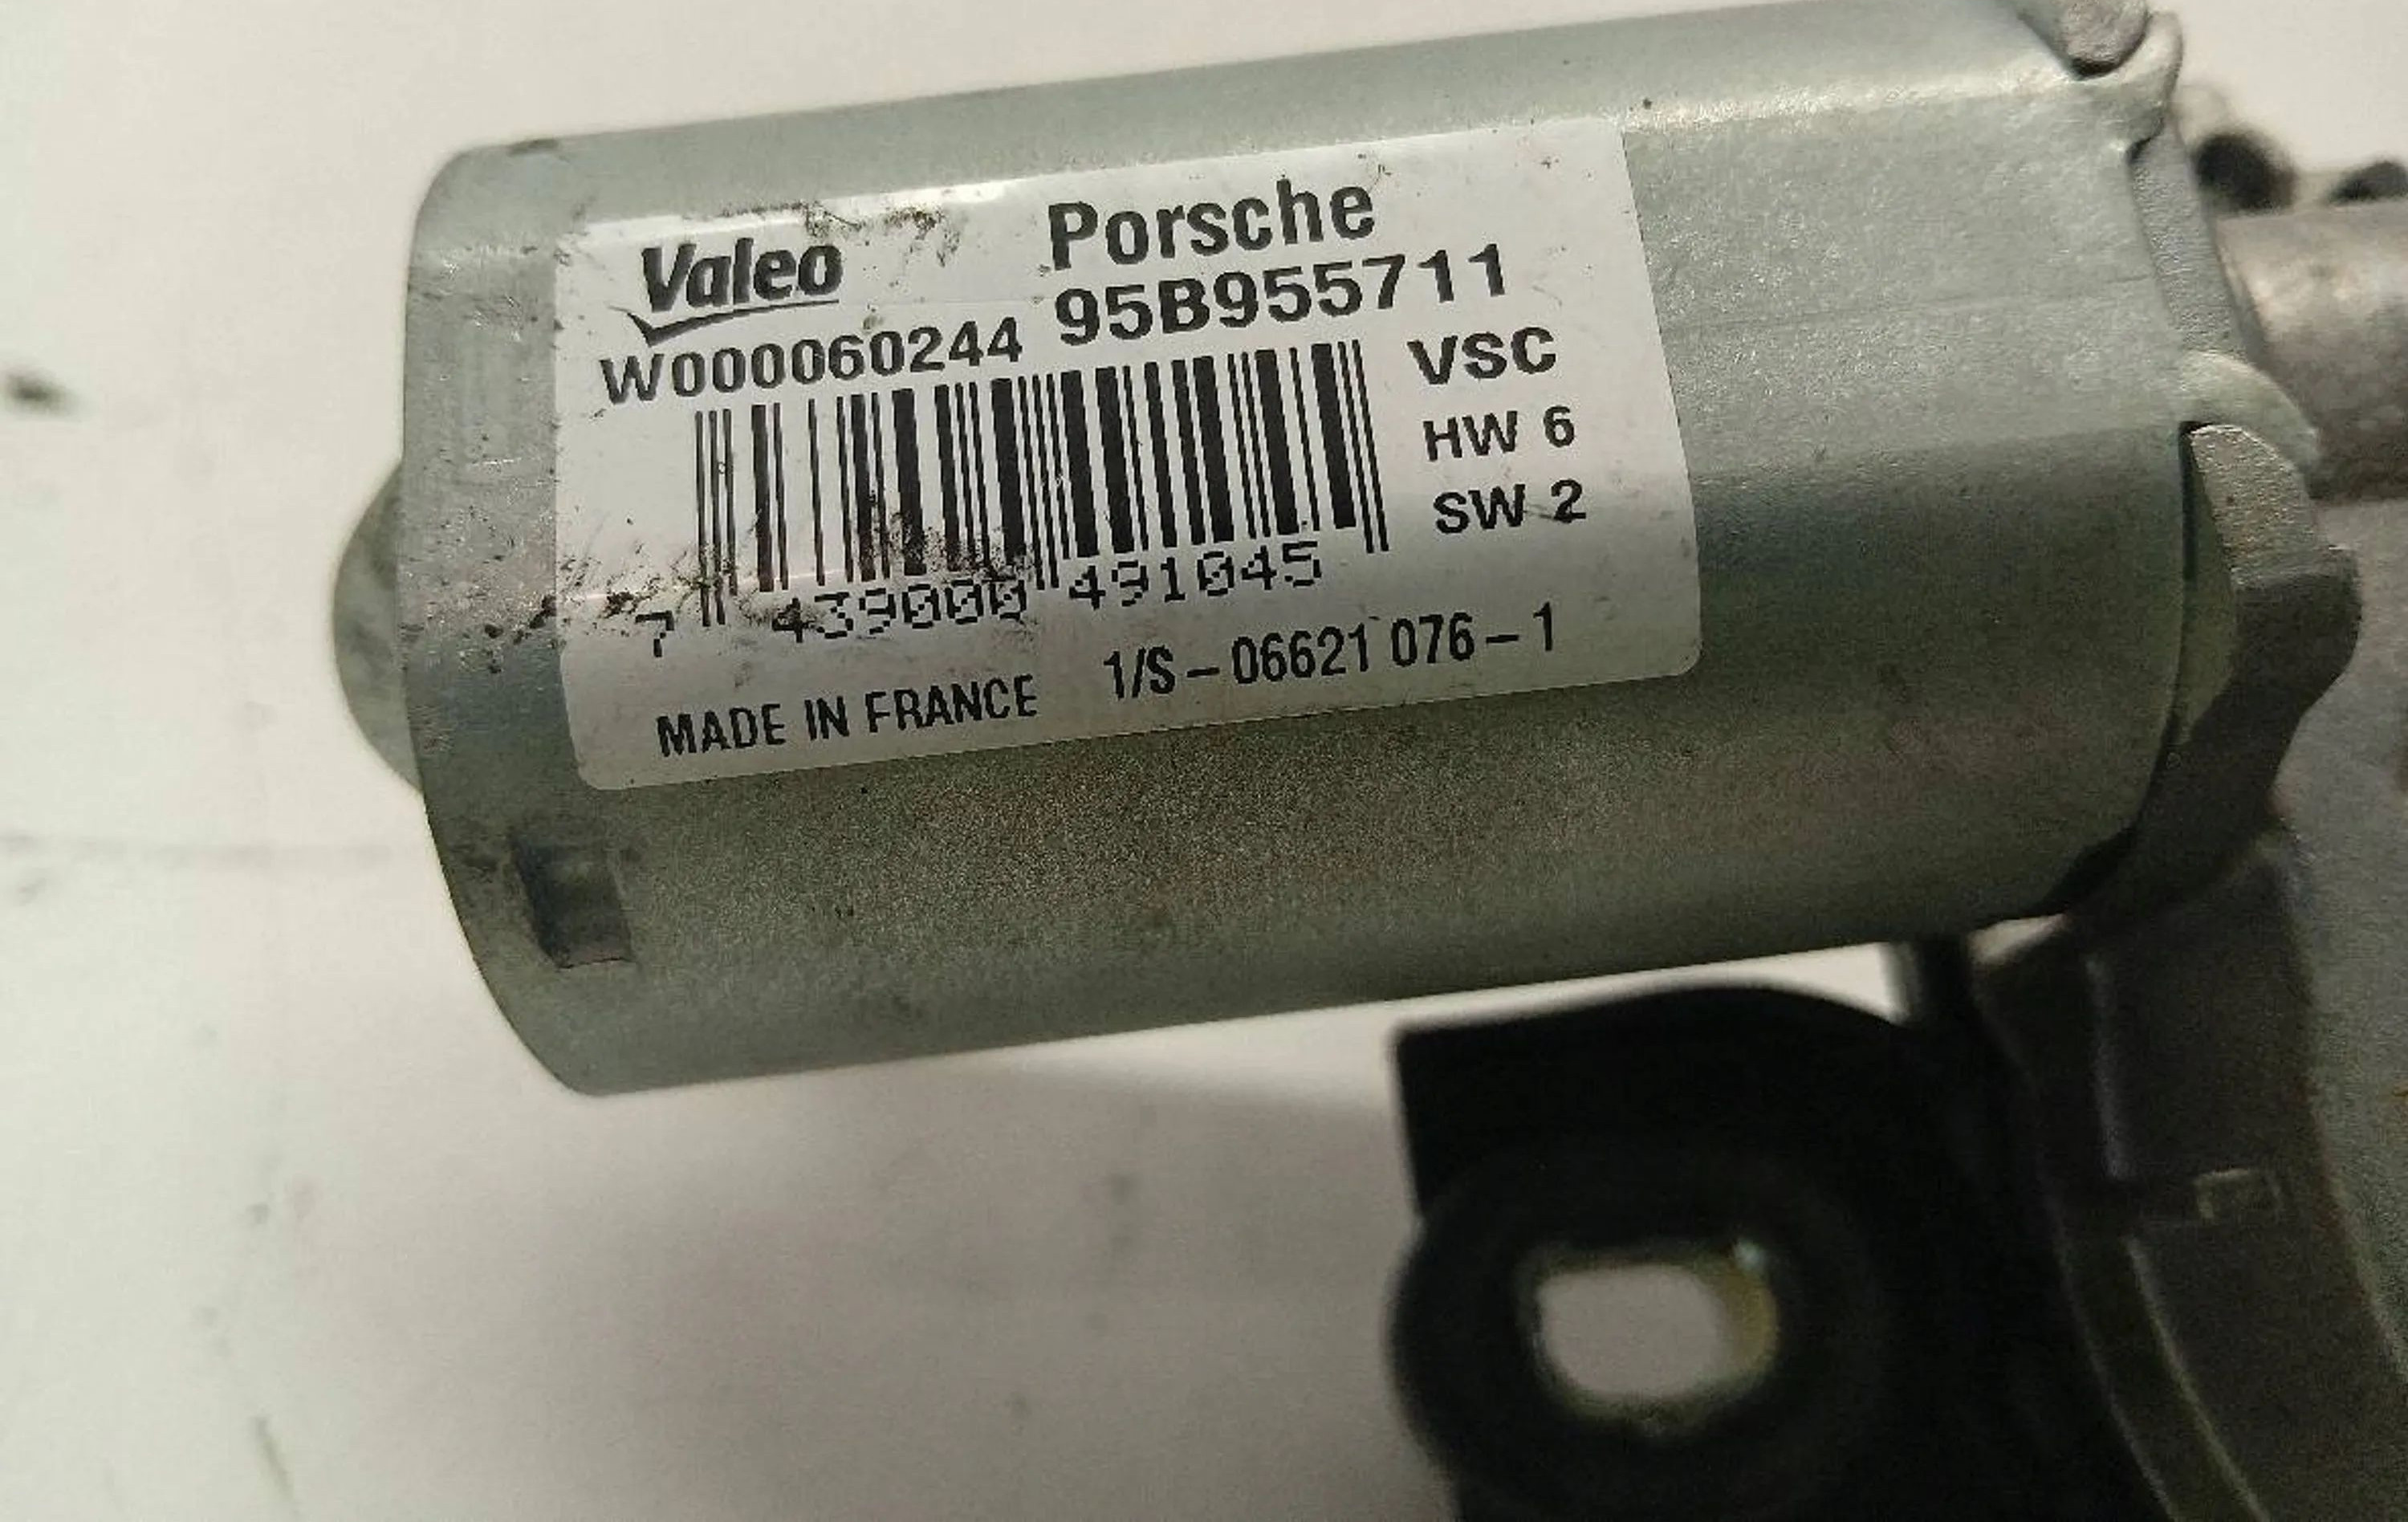 Valeo Porsche
W000060244 95B955711
VSC
HW 6
SW 2
7 439000 491045
MADE IN FRANCE 1/S-06621 076-1